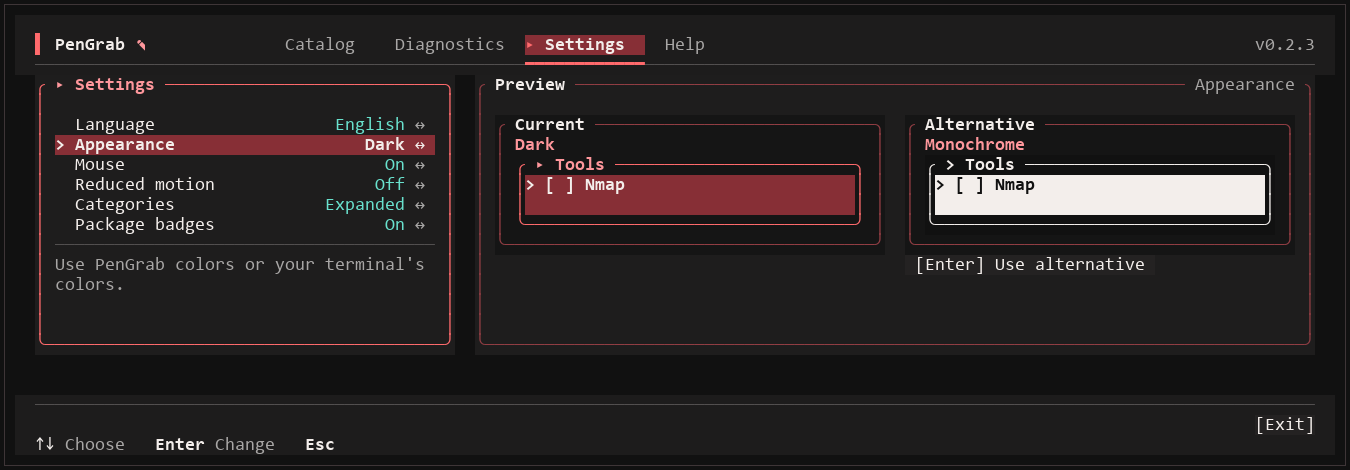 PenGrab ✎ Catalog Diagnostics ▸ Settings Help v0.2.3
▸ Settings
Language English ↔
> Appearance Dark ↔
Mouse On ↔
Reduced motion Off ↔
Categories Expanded ↔
Package badges On ↔
Use PenGrab colors or your terminal's
colors.
Preview Appearance
Current
Dark
▸ Tools
> [ ] Nmap
Alternative
Monochrome
> Tools
> [ ] Nmap
[Enter] Use alternative
[Exit]
↑↓ Choose Enter Change Esc